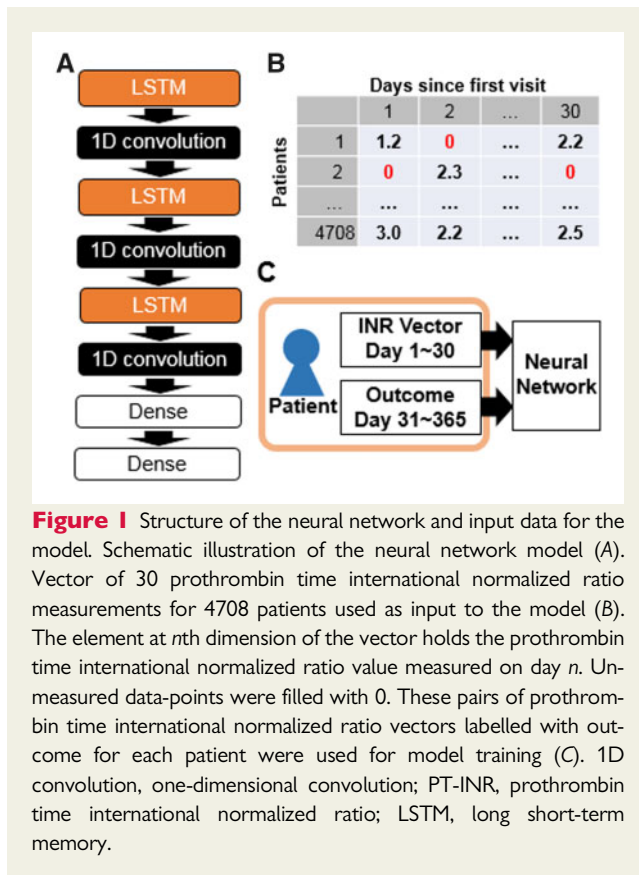 A
LSTM
1D convolution
LSTM
1D convolution
LSTM
1D convolution
Dense
Dense
B
Days since first visit
Patients
1 2 ... 30
1 1.2 0 ... 2.2
2 0 2.3 ... 0
... ... ... ... ...
4708 3.0 2.2 ... 2.5
C
Patient
INR Vector
Day 1~30
Outcome
Day 31~365
Neural
Network
Figure 1 Structure of the neural network and input data for the
model. Schematic illustration of the neural network model (A).
Vector of 30 prothrombin time international normalized ratio
measurements for 4708 patients used as input to the model (B).
The element at nth dimension of the vector holds the prothrombin
time international normalized ratio value measured on day n. Un-
measured data-points were filled with 0. These pairs of prothrom-
bin time international normalized ratio vectors labelled with out-
come for each patient were used for model training (C). 1D
convolution, one-dimensional convolution; PT-INR, prothrombin
time international normalized ratio; LSTM, long short-term
memory.